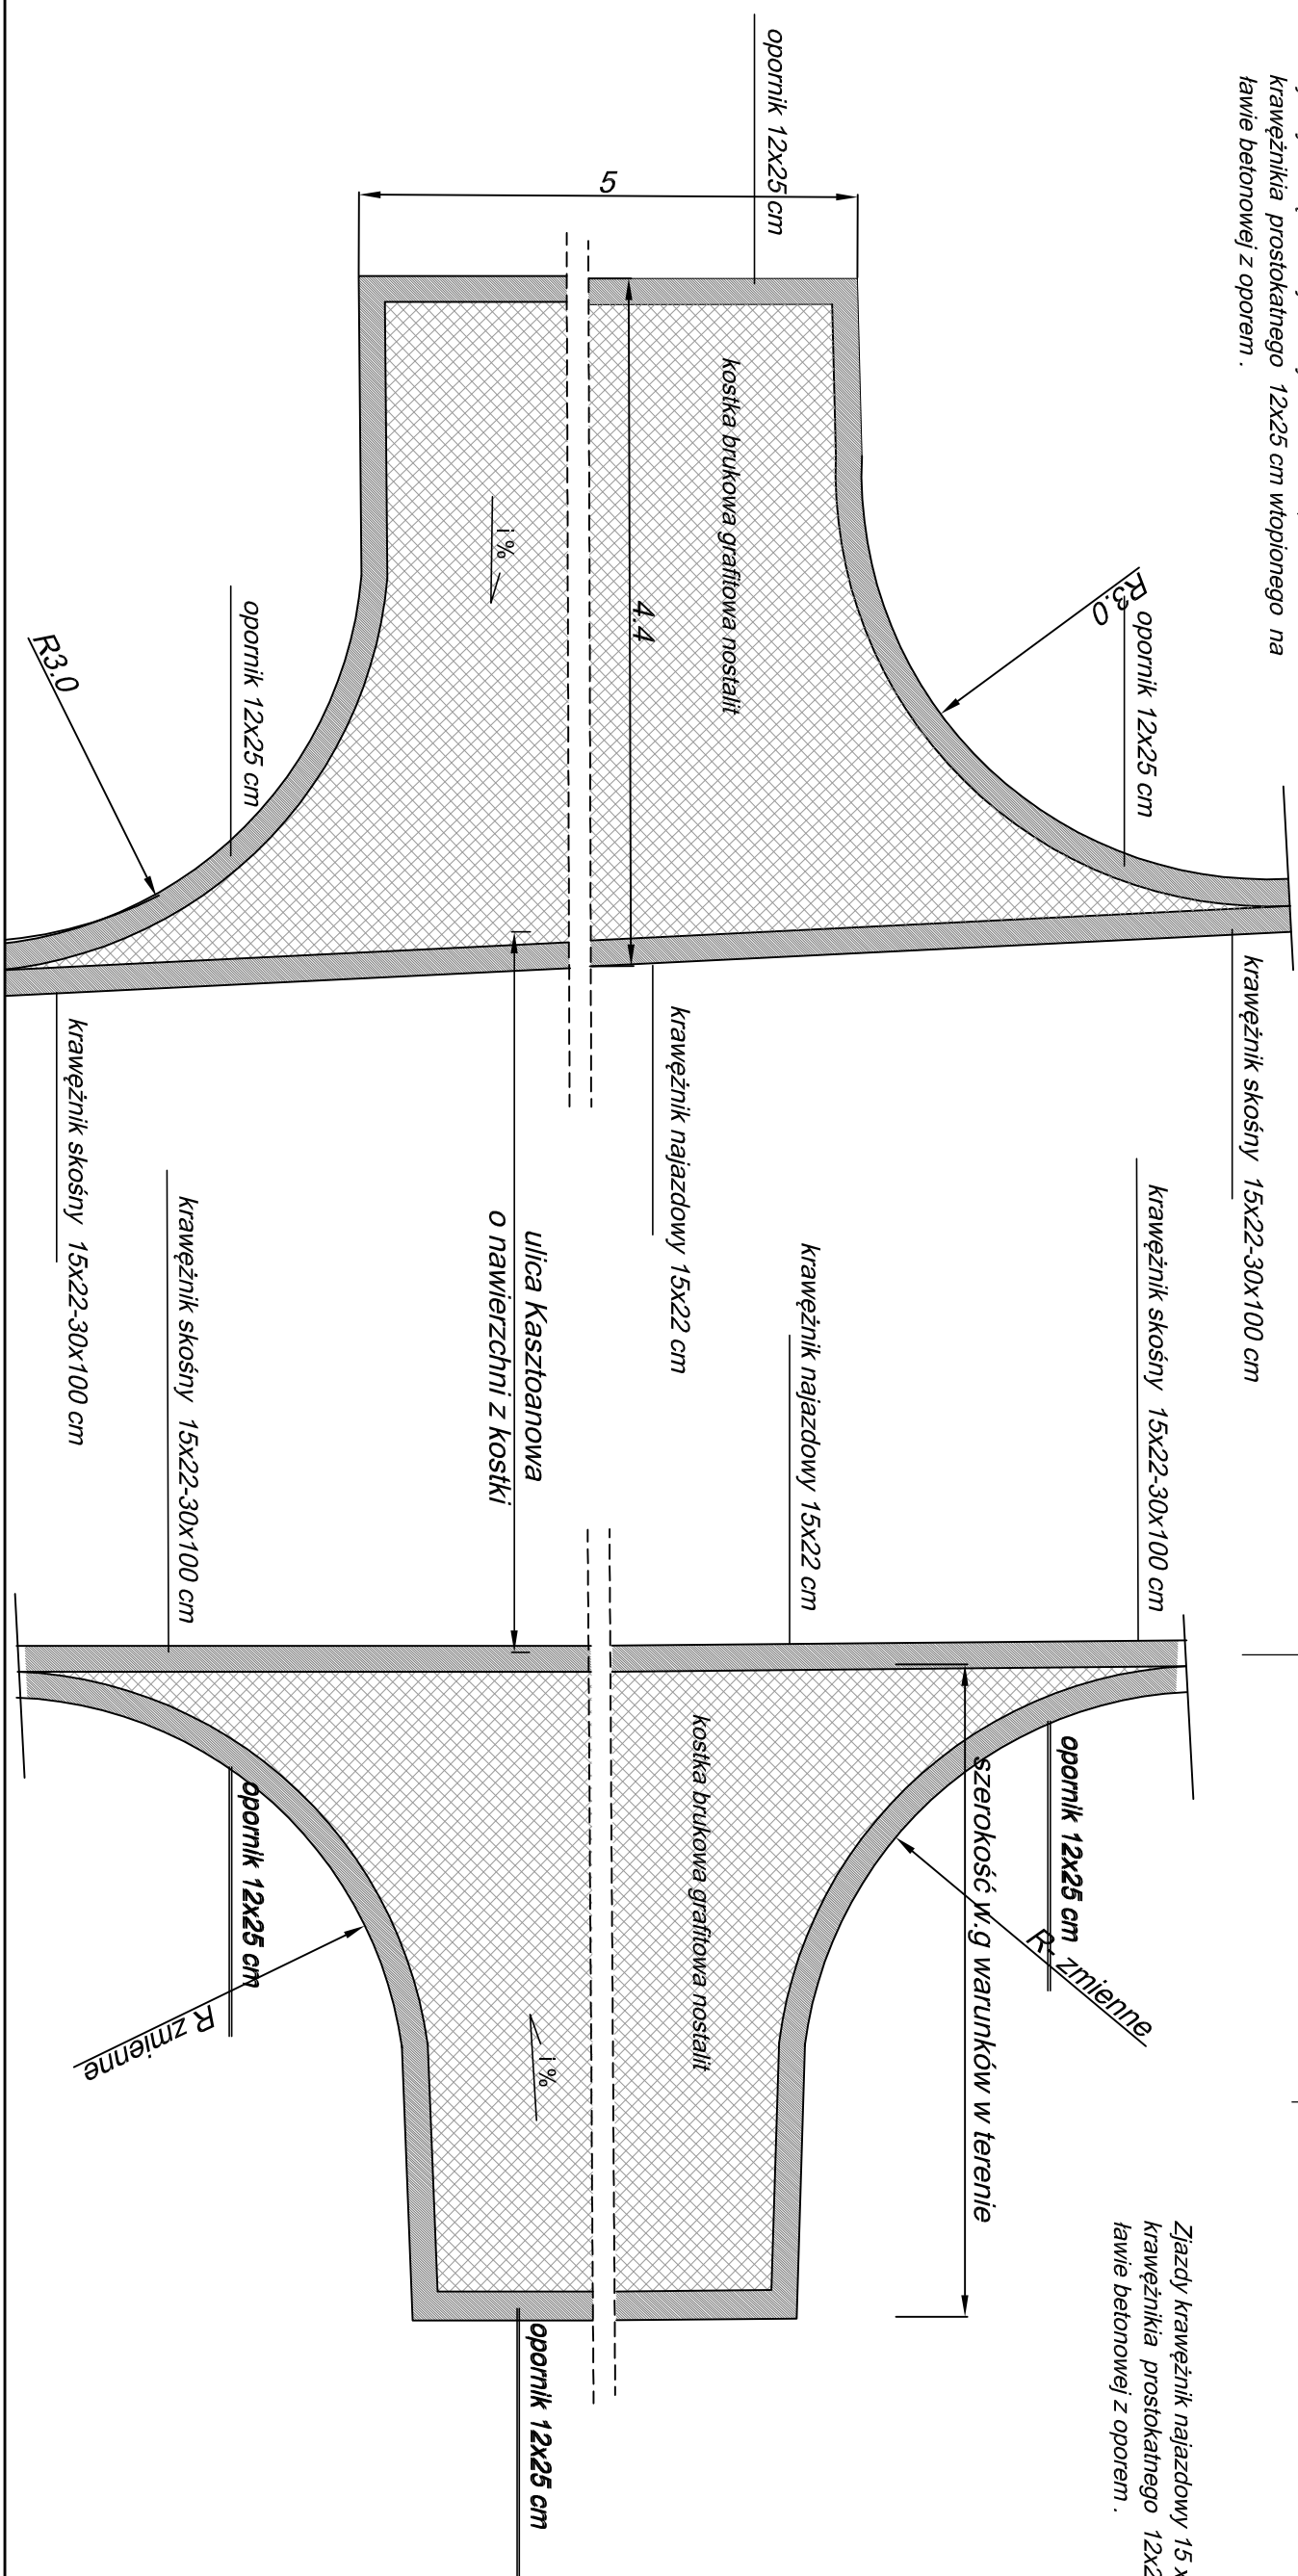 krawężnikia prostokatnego 12x25 cm wtopionego na
ławie betonowej z oporem .
opornik 12x25 cm
5
kostka brukowa grafitowa nostalit
4.4
i %
R3.0
opornik 12x25 cm
opornik 12x25 cm
R3.0
krawężnik skośny 15x22-30x100 cm
krawężnik najazdowy 15x22 cm
krawężnik skośny 15x22-30x100 cm
ulica Kasztoanowa
o nawierzchni z kostki
krawężnik skośny 15x22-30x100 cm
krawężnik najazdowy 15x22 cm
krawężnik skośny 15x22-30x100 cm
opornik 12x25 cm
szerokość w.g warunków w terenie
R- zmienne
kostka brukowa grafitowa nostalit
i %
opornik 12x25 cm
R zmienne
opornik 12x25 cm
Zjazdy krawężnik najazdowy 15 x
krawężnikia prostokatnego 12x2
ławie betonowej z oporem .